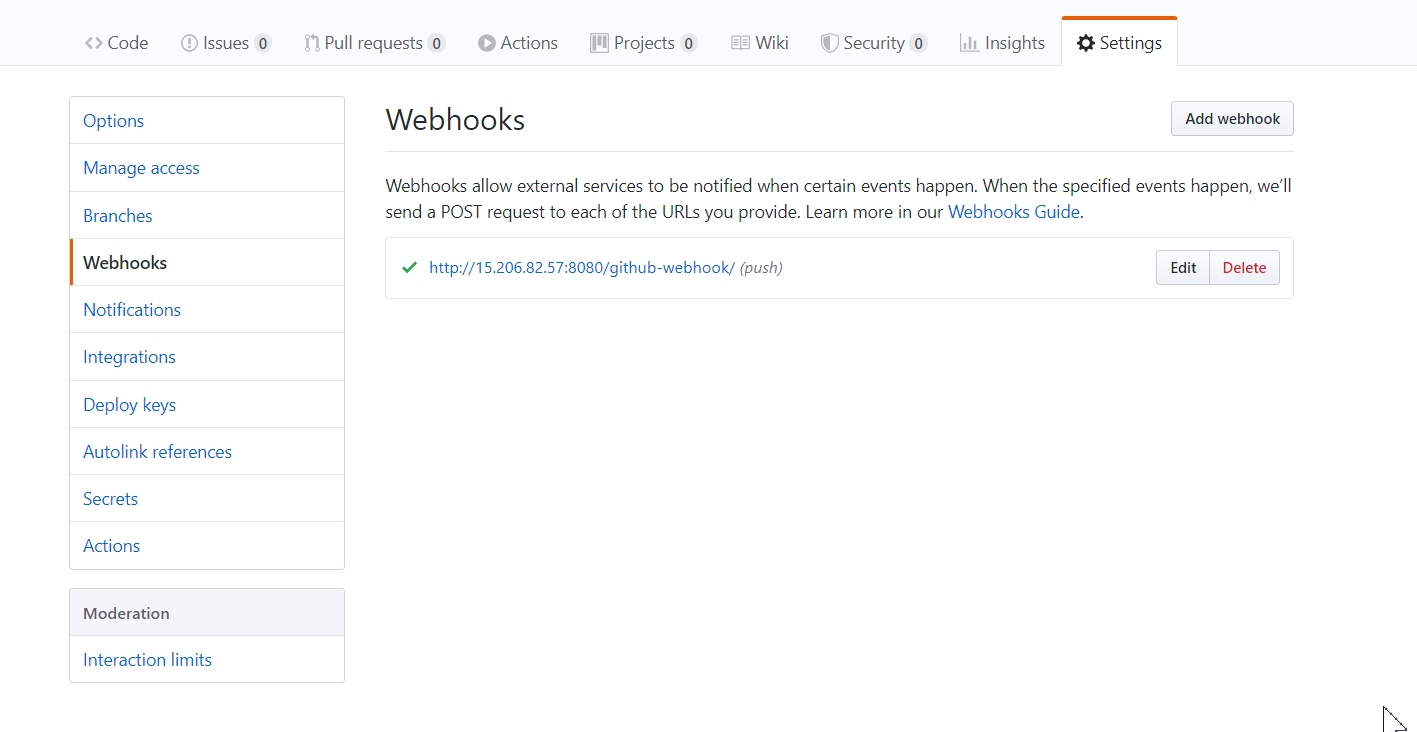 Code Issues 0 Pull requests 0 Actions Projects 0 Wiki Security 0 Insights Settings
Options
Manage access
Branches
Webhooks
Notifications
Integrations
Deploy keys
Autolink references
Secrets
Actions
Moderation
Interaction limits
Webhooks
Add webhook
Webhooks allow external services to be notified when certain events happen. When the specified events happen, we’ll
send a POST request to each of the URLs you provide. Learn more in our Webhooks Guide.
http://15.206.82.57:8080/github-webhook/ (push)
Edit Delete